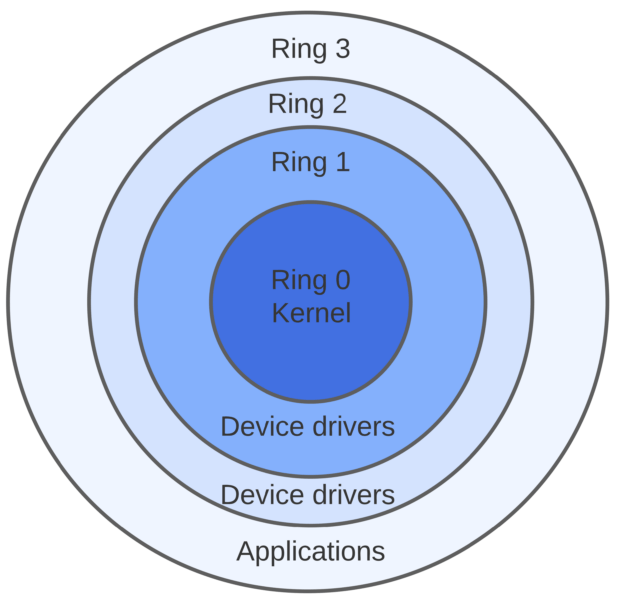 Ring 3
Ring 2
Ring 1
Ring 0
Kernel
Device drivers
Device drivers
Applications